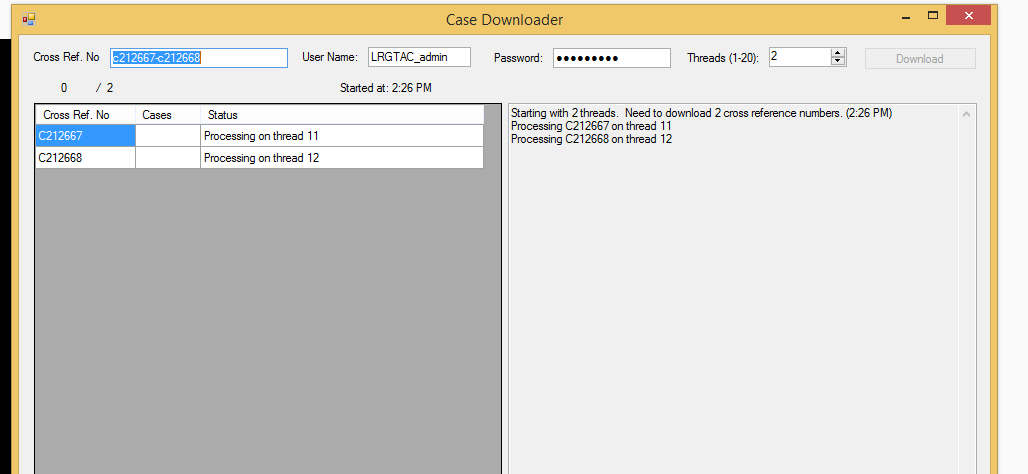 Case Downloader
Cross Ref. No c212667-c212668 User Name: LRGTAC_admin Password: ●●●●●●●●● Threads (1-20): 2 Download
0 / 2 Started at: 2:26 PM
Cross Ref. No Cases Status
C212667 Processing on thread 11
C212668 Processing on thread 12
Starting with 2 threads. Need to download 2 cross reference numbers. (2:26 PM)
Processing C212667 on thread 11
Processing C212668 on thread 12